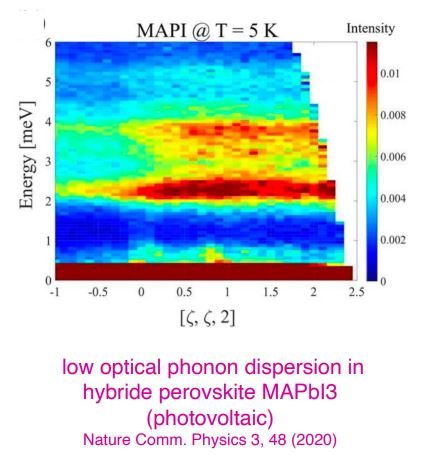 MAPI @ T = 5 K
Intensity
Energy [meV]
6
5
4
3
2
1
0
-1
-0.5
0
0.5
1
1.5
2
2.5
[ζ, ζ, 2]
0.01
0.008
0.006
0.004
0.002
0
low optical phonon dispersion in
hybride perovskite MAPbI3
(photovoltaic)
Nature Comm. Physics 3, 48 (2020)